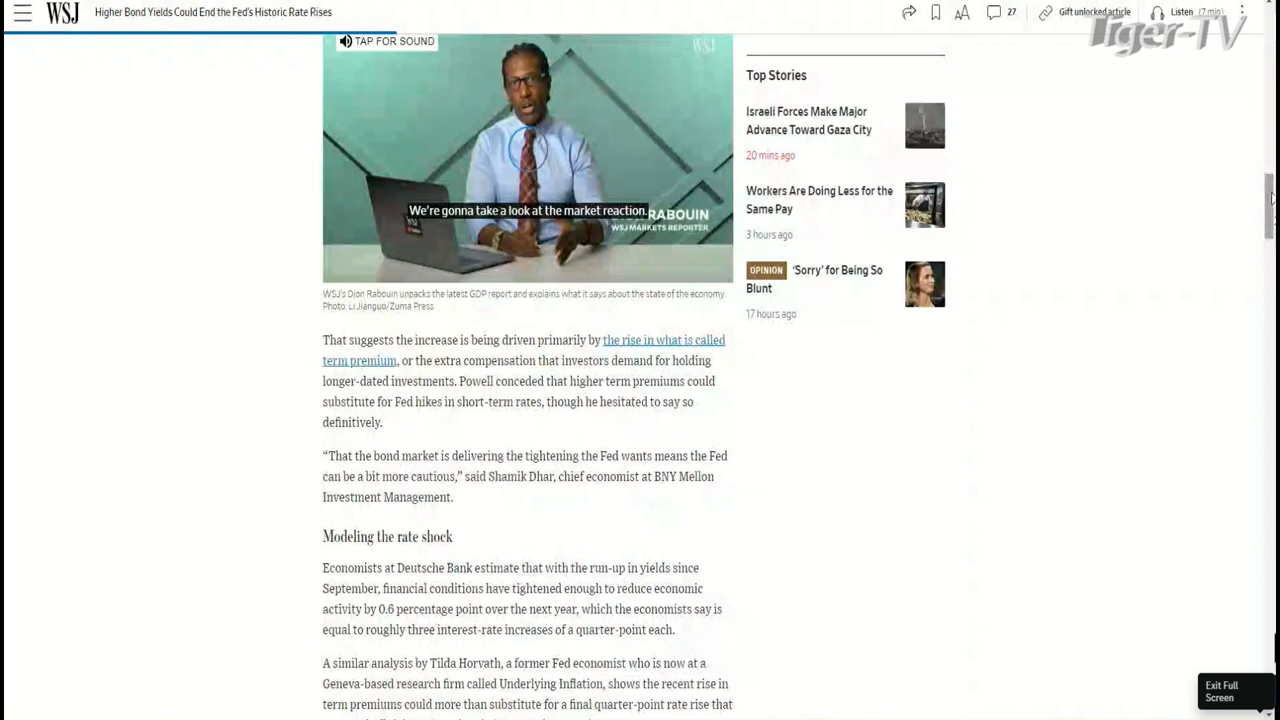 WSJ
Higher Bond Yields Could End the Fed's Historic Rate Rises
27
Gift unlocked article
Listen (7 min)
Tiger-TV
TAP FOR SOUND
WSJ
We're gonna take a look at the market reaction.
RABOUIN
WSJ MARKETS REPORTER
WSJ's Dion Rabouin unpacks the latest GDP report and explains what it says about the state of the economy.
Photo: Li Jianguo/Zuma Press
That suggests the increase is being driven primarily by the rise in what is called
term premium, or the extra compensation that investors demand for holding
longer-dated investments. Powell conceded that higher term premiums could
substitute for Fed hikes in short-term rates, though he hesitated to say so
definitively.
“That the bond market is delivering the tightening the Fed wants means the Fed
can be a bit more cautious,” said Shamik Dhar, chief economist at BNY Mellon
Investment Management.
Modeling the rate shock
Economists at Deutsche Bank estimate that with the run-up in yields since
September, financial conditions have tightened enough to reduce economic
activity by 0.6 percentage point over the next year, which the economists say is
equal to roughly three interest-rate increases of a quarter-point each.
A similar analysis by Tilda Horvath, a former Fed economist who is now at a
Geneva-based research firm called Underlying Inflation, shows the recent rise in
term premiums could more than substitute for a final quarter-point rate rise that
Top Stories
Israeli Forces Make Major
Advance Toward Gaza City
20 mins ago
Workers Are Doing Less for the
Same Pay
3 hours ago
OPINION ‘Sorry’ for Being So
Blunt
17 hours ago
Exit Full
Screen